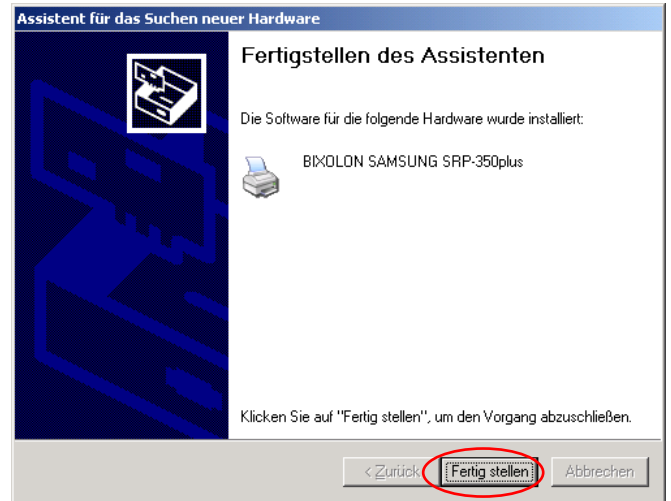 Assistent für das Suchen neuer Hardware
Fertigstellen des Assistenten
Die Software für die folgende Hardware wurde installiert:
BIXOLON SAMSUNG SRP-350plus
Klicken Sie auf "Fertig stellen", um den Vorgang abzuschließen.
< Zurück Fertig stellen Abbrechen